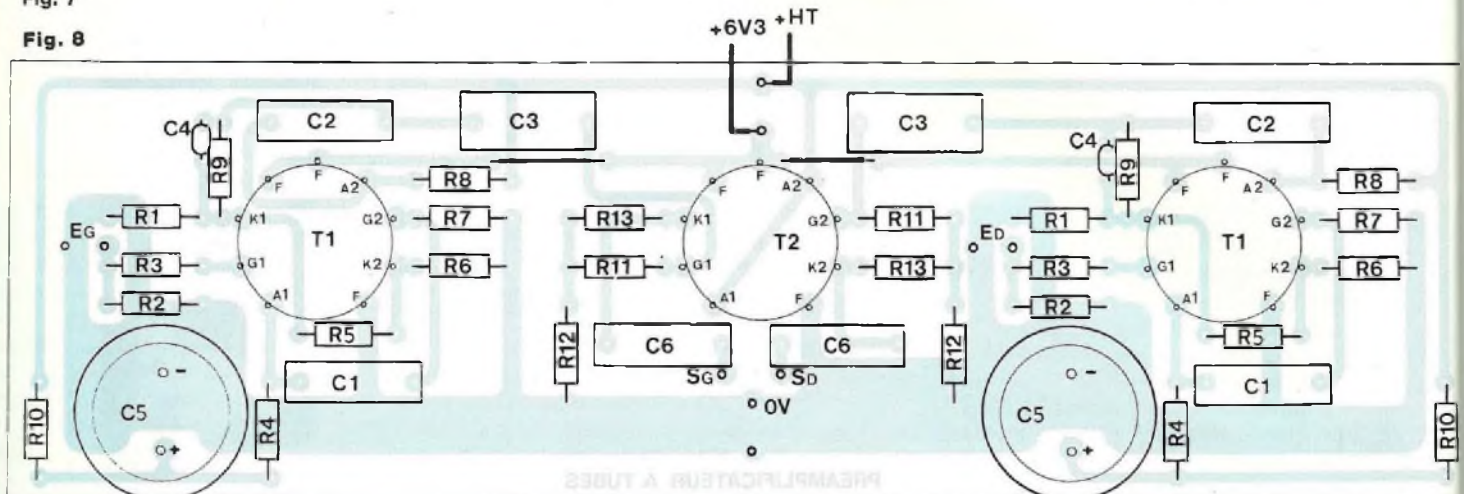 Fig. 7
Fig. 8
+6V3 +HT
C4 R9 C2 C3 C3 C4 R9 C2
F F A2 F F A2 F F A2
R8 R8
R1 K1 G2 R7 R13 K1 G2 R11 R1 K1 G2 R7
EG T1 T2 ED T1
R3 G1 K2 R6 R11 G1 K2 R13 R3 G1 K2 R6
R2 A1 F A1 F R2 A1 F
R5 R12 C6 C6 R12 R5
C1 SG SD C1
- -
C5 0V C5
R10 + R4 + R4 R10
PREAMPLIFICATEUR A TUBES